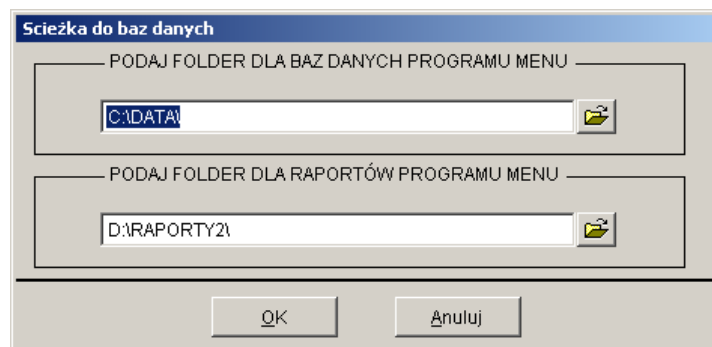 Scieżka do baz danych
PODAJ FOLDER DLA BAZ DANYCH PROGRAMU MENU
C:\DATA\
PODAJ FOLDER DLA RAPORTÓW PROGRAMU MENU
D:\RAPORTY2\
OK Anuluj